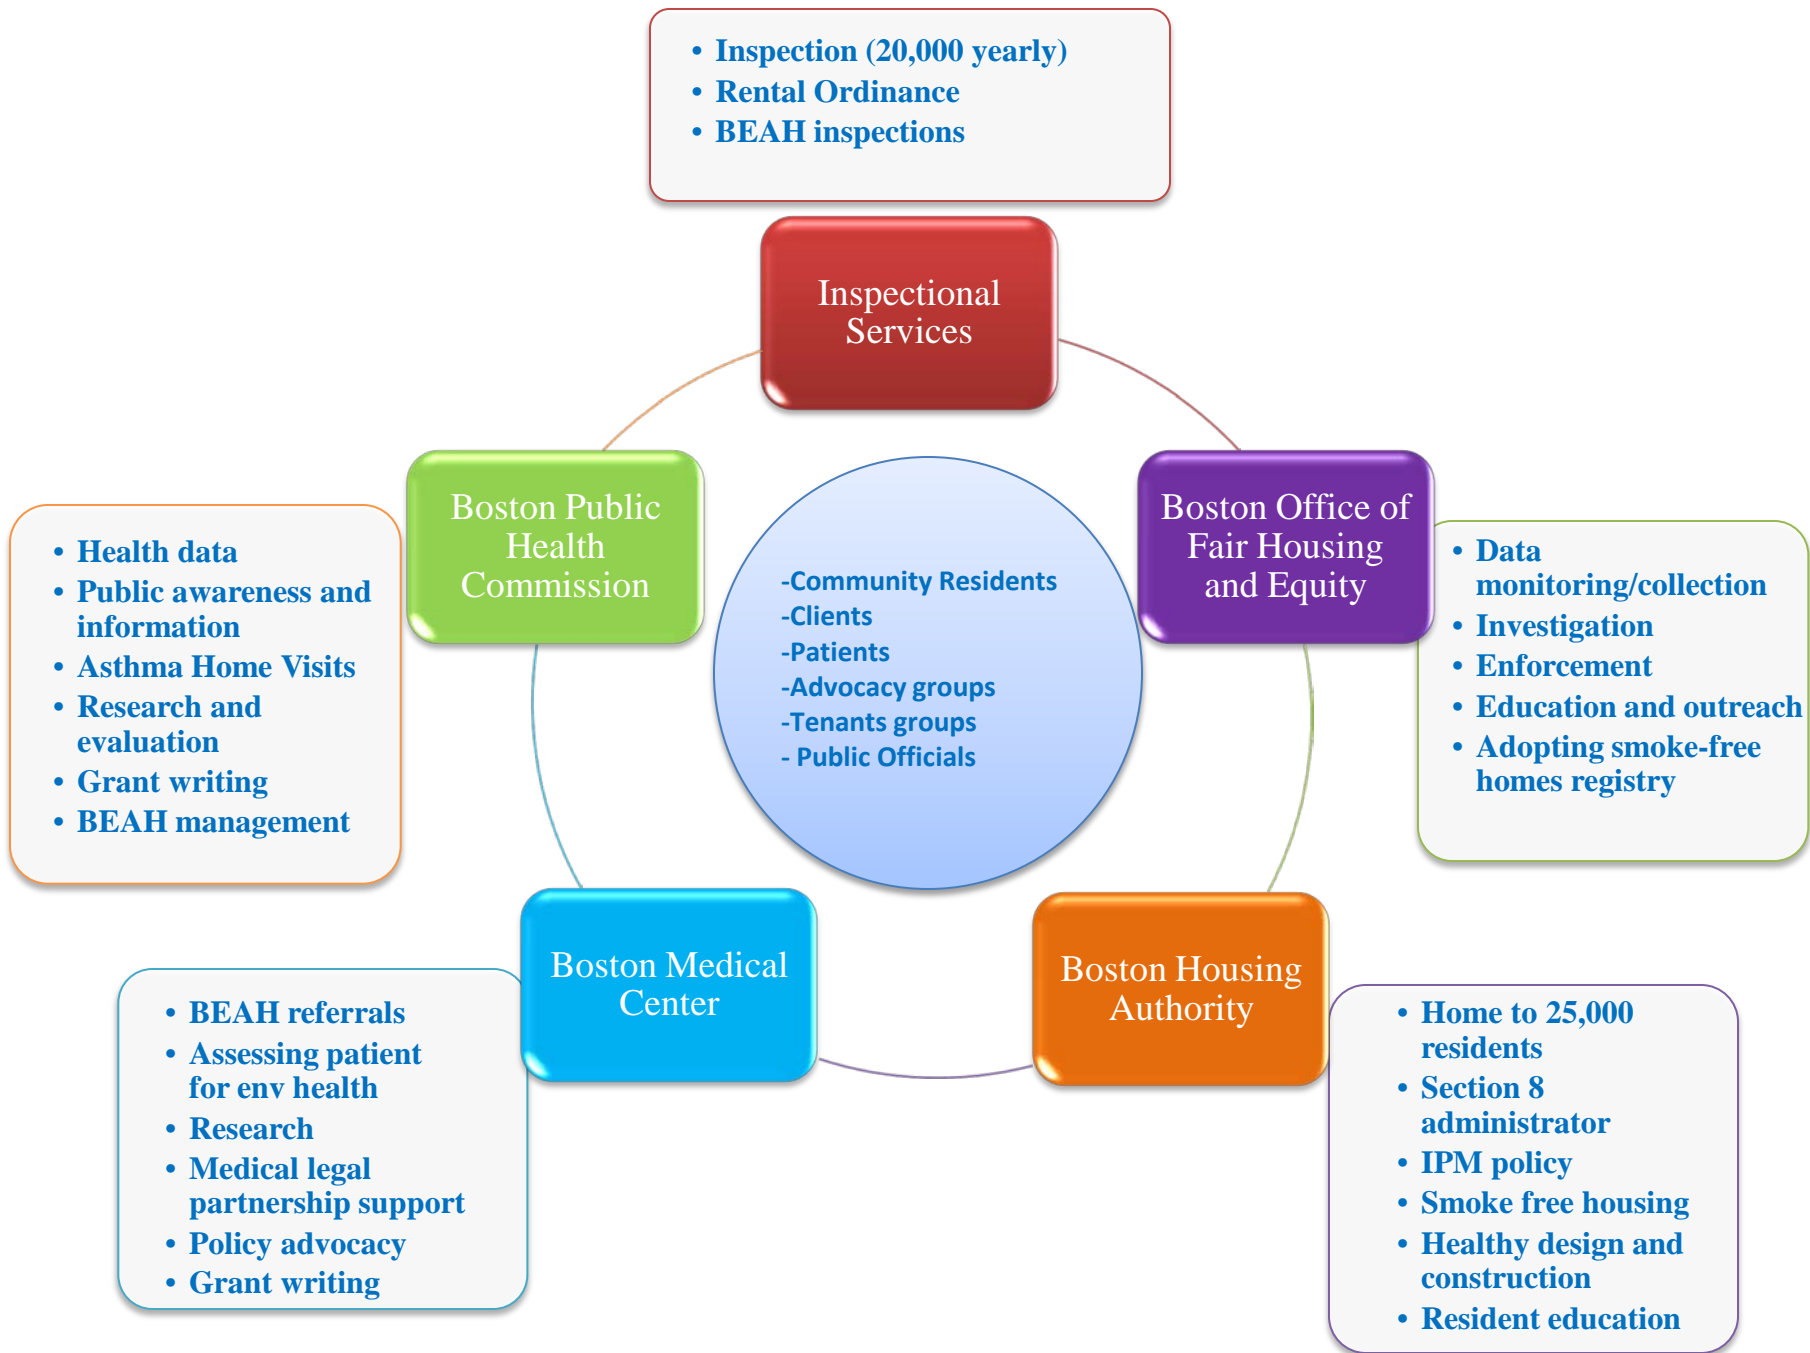 • Inspection (20,000 yearly)
• Rental Ordinance
• BEAH inspections
Inspectional
Services
Boston Public
Health
Commission
Boston Office of
Fair Housing
and Equity
• Health data
• Public awareness and
information
• Asthma Home Visits
• Research and
evaluation
• Grant writing
• BEAH management
-Community Residents
-Clients
-Patients
-Advocacy groups
-Tenants groups
- Public Officials
• Data
monitoring/collection
• Investigation
• Enforcement
• Education and outreach
• Adopting smoke-free
homes registry
Boston Medical
Center
Boston Housing
Authority
• BEAH referrals
• Assessing patient
for env health
• Research
• Medical legal
partnership support
• Policy advocacy
• Grant writing
• Home to 25,000
residents
• Section 8
administrator
• IPM policy
• Smoke free housing
• Healthy design and
construction
• Resident education